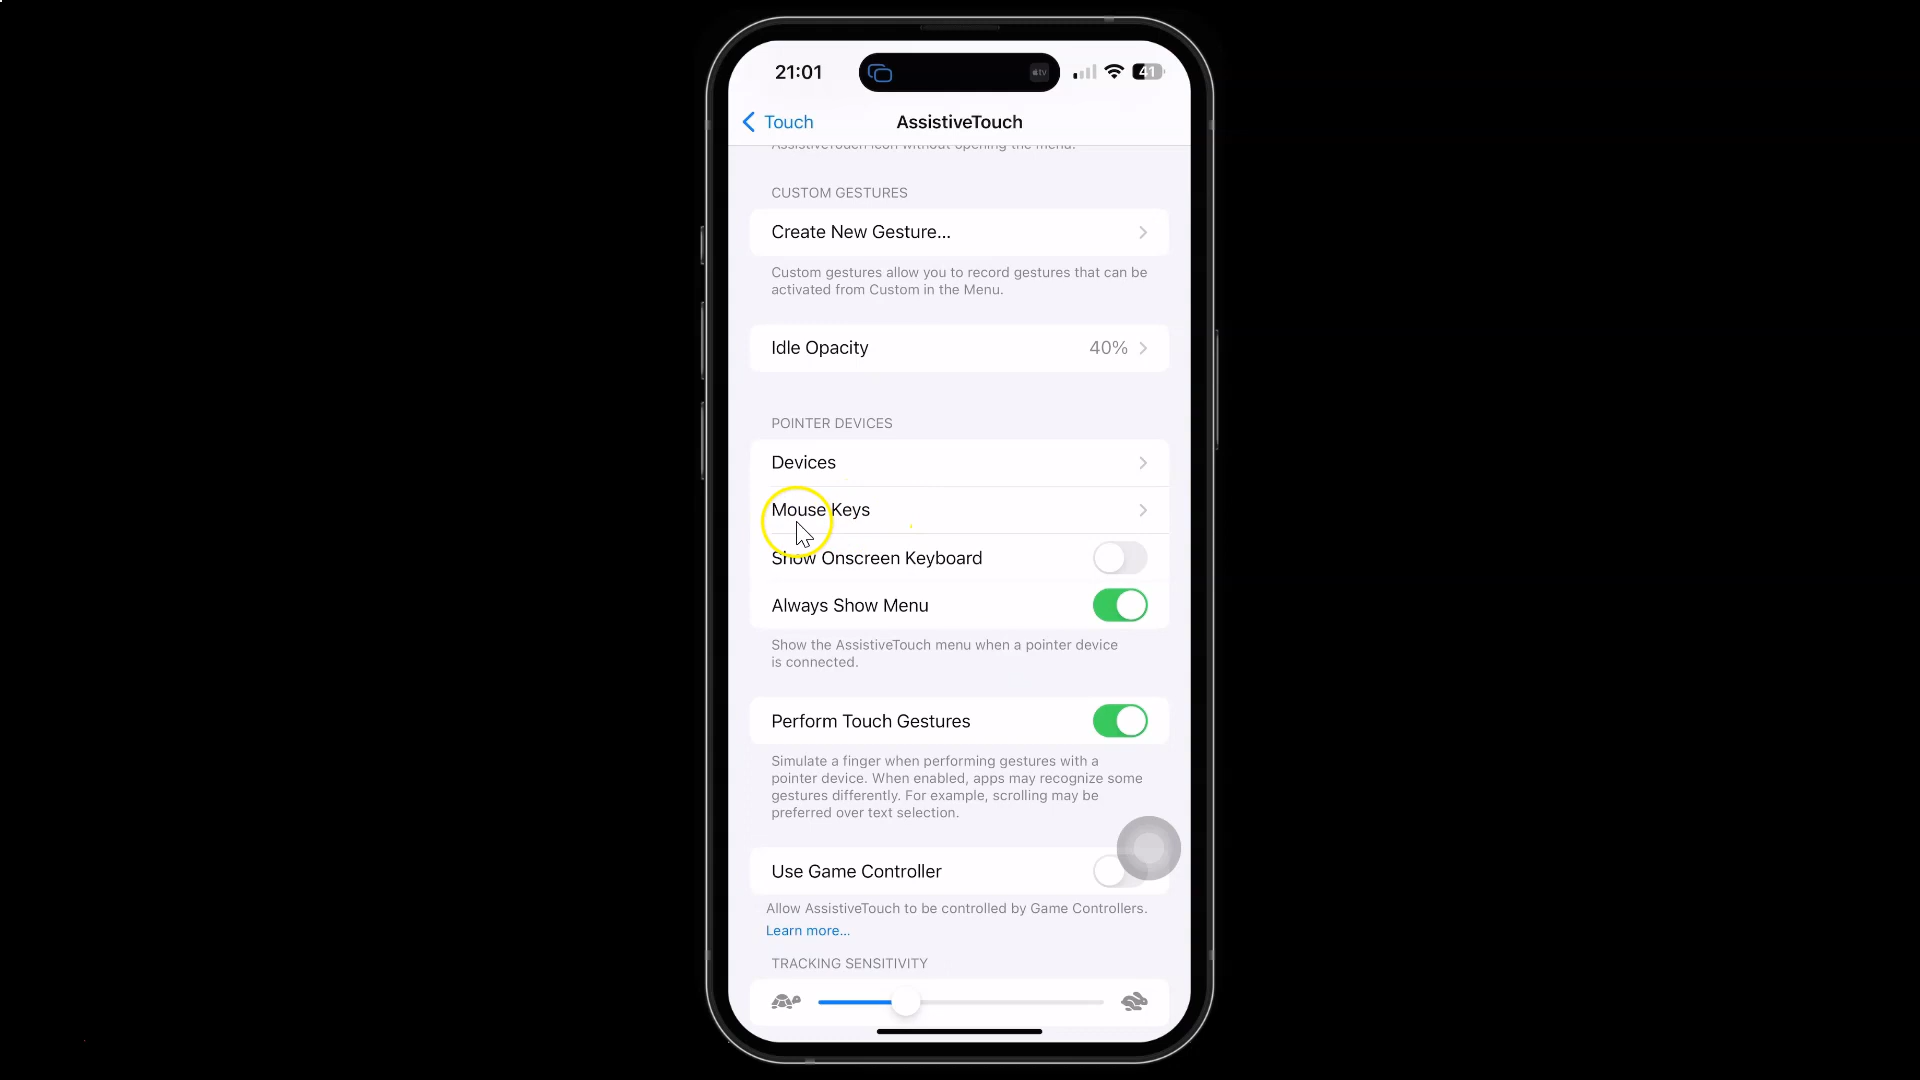 21:01
tv
41
Touch
AssistiveTouch
AssistiveTouch icon without opening the menu.
CUSTOM GESTURES
Create New Gesture...
Custom gestures allow you to record gestures that can be
activated from Custom in the Menu.
Idle Opacity 40%
POINTER DEVICES
Devices
Mouse Keys
Show Onscreen Keyboard
Always Show Menu
Show the AssistiveTouch menu when a pointer device
is connected.
Perform Touch Gestures
Simulate a finger when performing gestures with a
pointer device. When enabled, apps may recognize some
gestures differently. For example, scrolling may be
preferred over text selection.
Use Game Controller
Allow AssistiveTouch to be controlled by Game Controllers.
Learn more...
TRACKING SENSITIVITY